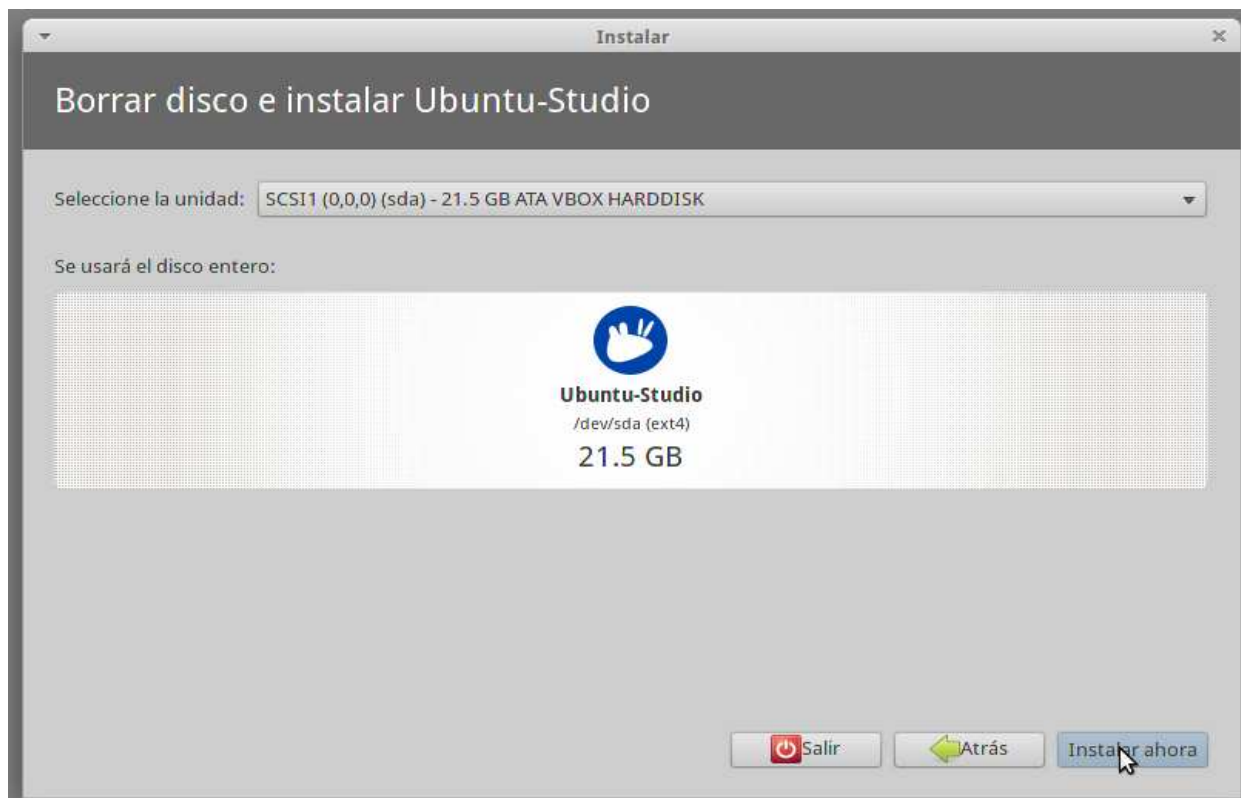 Instalar
Borrar disco e instalar Ubuntu-Studio
Seleccione la unidad: SCSI1 (0,0,0) (sda) - 21.5 GB ATA VBOX HARDDISK
Se usará el disco entero:
Ubuntu-Studio
/dev/sda (ext4)
21.5 GB
Salir Atrás Instalar ahora